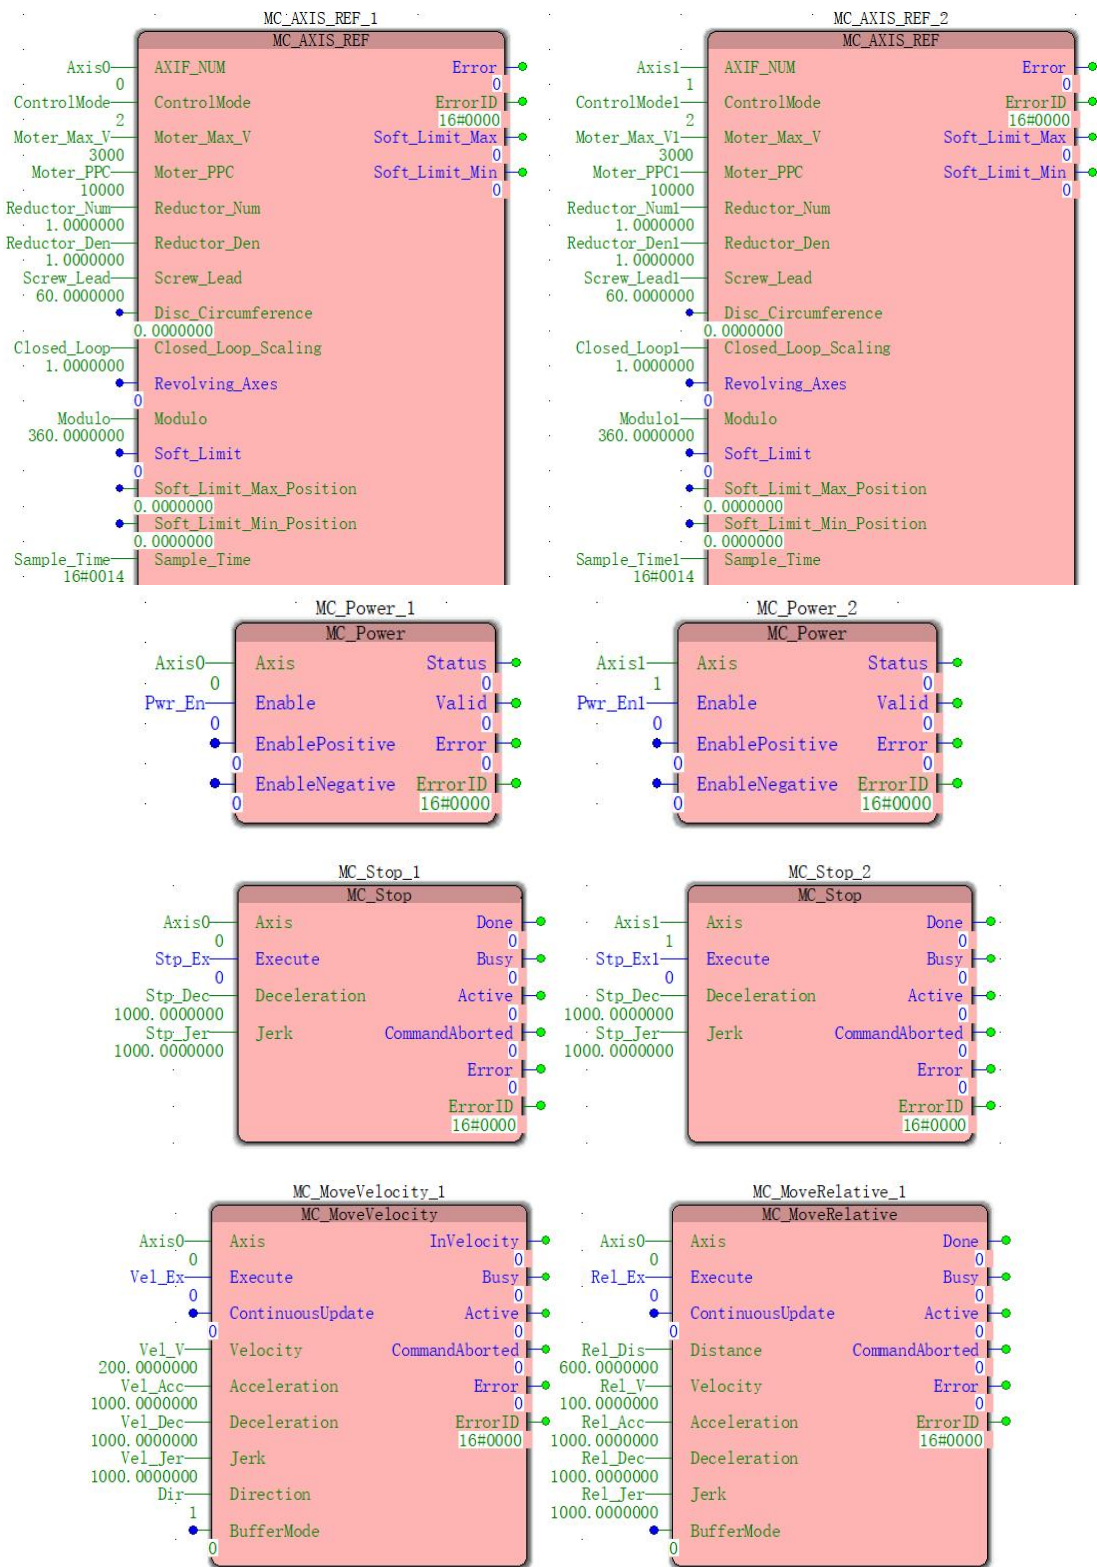 MC_AXIS_REF_1
MC_AXIS_REF
Axis0
0
AXIF_NUM
Error
0
ControlMode
2
ControlMode
ErrorID
16#0000
Moter_Max_V
3000
Moter_Max_V
Soft_Limit_Max
0
Moter_PPC
10000
Moter_PPC
Soft_Limit_Min
0
Reductor_Num
1.0000000
Reductor_Num
Reductor_Den
1.0000000
Reductor_Den
Screw_Lead
60.0000000
Screw_Lead
Disc_Circumference
0.0000000
Closed_Loop
1.0000000
Closed_Loop_Scaling
Revolving_Axes
0
Modulo
360.0000000
Modulo
Soft_Limit
0
Soft_Limit_Max_Position
0.0000000
Soft_Limit_Min_Position
0.0000000
Sample_Time
16#0014
Sample_Time
MC_AXIS_REF_2
MC_AXIS_REF
Axis1
1
AXIF_NUM
Error
0
ControlMode1
2
ControlMode
ErrorID
16#0000
Moter_Max_V1
3000
Moter_Max_V
Soft_Limit_Max
0
Moter_PPC1
10000
Moter_PPC
Soft_Limit_Min
0
Reductor_Num1
1.0000000
Reductor_Num
Reductor_Den1
1.0000000
Reductor_Den
Screw_Lead1
60.0000000
Screw_Lead
Disc_Circumference
0.0000000
Closed_Loop1
1.0000000
Closed_Loop_Scaling
Revolving_Axes
0
Modulo1
360.0000000
Modulo
Soft_Limit
0
Soft_Limit_Max_Position
0.0000000
Soft_Limit_Min_Position
0.0000000
Sample_Time1
16#0014
Sample_Time
MC_Power_1
MC_Power
Axis0
0
Axis
Status
0
Pwr_En
0
Enable
Valid
0
EnablePositive
0
Error
0
EnableNegative
0
ErrorID
16#0000
MC_Power_2
MC_Power
Axis1
1
Axis
Status
0
Pwr_En1
0
Enable
Valid
0
EnablePositive
0
Error
0
EnableNegative
0
ErrorID
16#0000
MC_Stop_1
MC_Stop
Axis0
0
Axis
Done
0
Stp_Ex
0
Execute
Busy
0
Stp_Dec
1000.0000000
Deceleration
Active
0
Stp_Jer
1000.0000000
Jerk
CommandAborted
0
Error
0
ErrorID
16#0000
MC_Stop_2
MC_Stop
Axis1
1
Axis
Done
0
Stp_Ex1
0
Execute
Busy
0
Stp_Dec
1000.0000000
Deceleration
Active
0
Stp_Jer
1000.0000000
Jerk
CommandAborted
0
Error
0
ErrorID
16#0000
MC_MoveVelocity_1
MC_MoveVelocity
Axis0
0
Axis
InVelocity
0
Vel_Ex
0
Execute
Busy
0
ContinuousUpdate
0
Active
0
Vel_V
200.0000000
Velocity
CommandAborted
0
Vel_Acc
1000.0000000
Acceleration
Error
0
Vel_Dec
1000.0000000
Deceleration
ErrorID
16#0000
Vel_Jer
1000.0000000
Jerk
Dir
1
Direction
BufferMode
0
MC_MoveRelative_1
MC_MoveRelative
Axis0
0
Axis
Done
0
Rel_Ex
0
Execute
Busy
0
ContinuousUpdate
0
Active
0
Rel_Dis
600.0000000
Distance
CommandAborted
0
Rel_V
100.0000000
Velocity
Error
0
Rel_Acc
1000.0000000
Acceleration
ErrorID
16#0000
Rel_Dec
1000.0000000
Deceleration
Rel_Jer
1000.0000000
Jerk
BufferMode
0